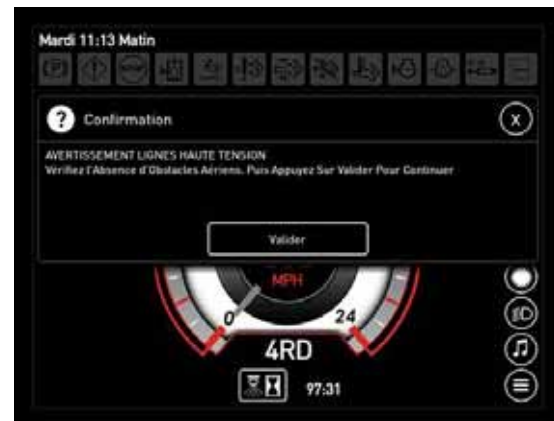 Mardi 11:13 Matin
Confirmation
AVERTISSEMENT LIGNES HAUTE TENSION
Vérifiez l'Absence d'Obstacles Aériens. Puis Appuyez Sur Valider Pour Continuer
Valider
MPH
0 24
4RD
97:31